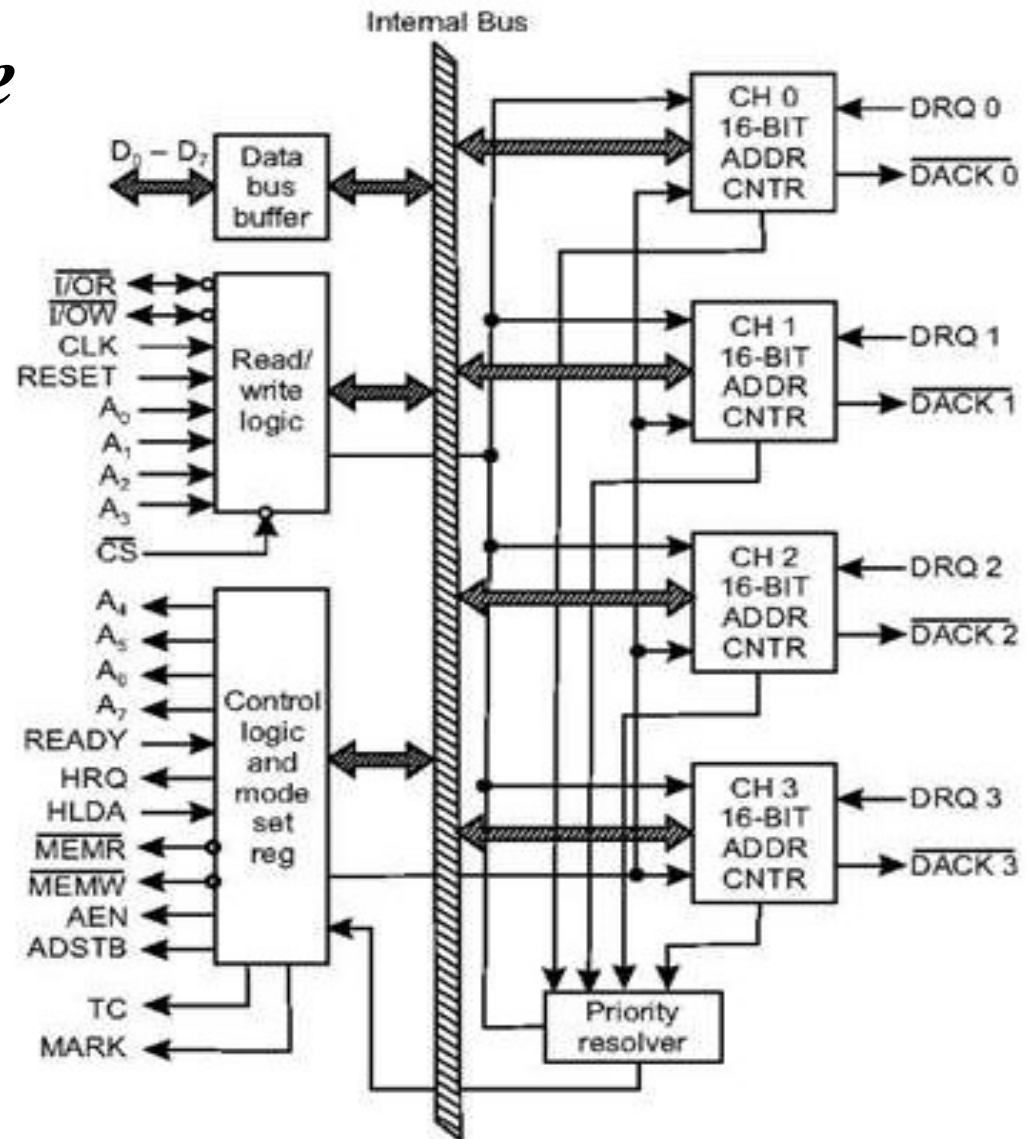 e
Internal Bus
D₀ – D₇
Data
bus
buffer
I/OR
I/OW
CLK
RESET
A₀
A₁
A₂
A₃
CS
Read/
write
logic
A₄
A₅
A₆
A₇
READY
HRQ
HLDA
MEMR
MEMW
AEN
ADSTB
TC
MARK
Control
logic
and
mode
set
reg
CH 0
16-BIT
ADDR
CNTR
DRQ 0
DACK 0
CH 1
16-BIT
ADDR
CNTR
DRQ 1
DACK 1
CH 2
16-BIT
ADDR
CNTR
DRQ 2
DACK 2
CH 3
16-BIT
ADDR
CNTR
DRQ 3
DACK 3
Priority
resolver